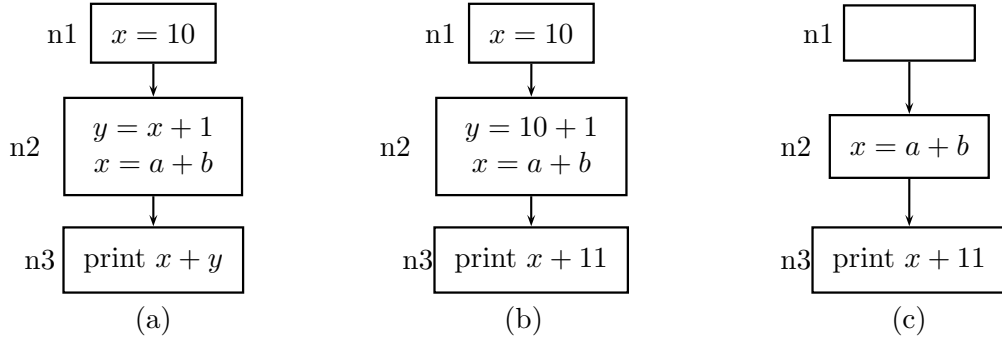 n1 x = 10
n2 y = x + 1
x = a + b
n3 print x + y
(a)
n1 x = 10
n2 y = 10 + 1
x = a + b
n3 print x + 11
(b)
n1
n2 x = a + b
n3 print x + 11
(c)